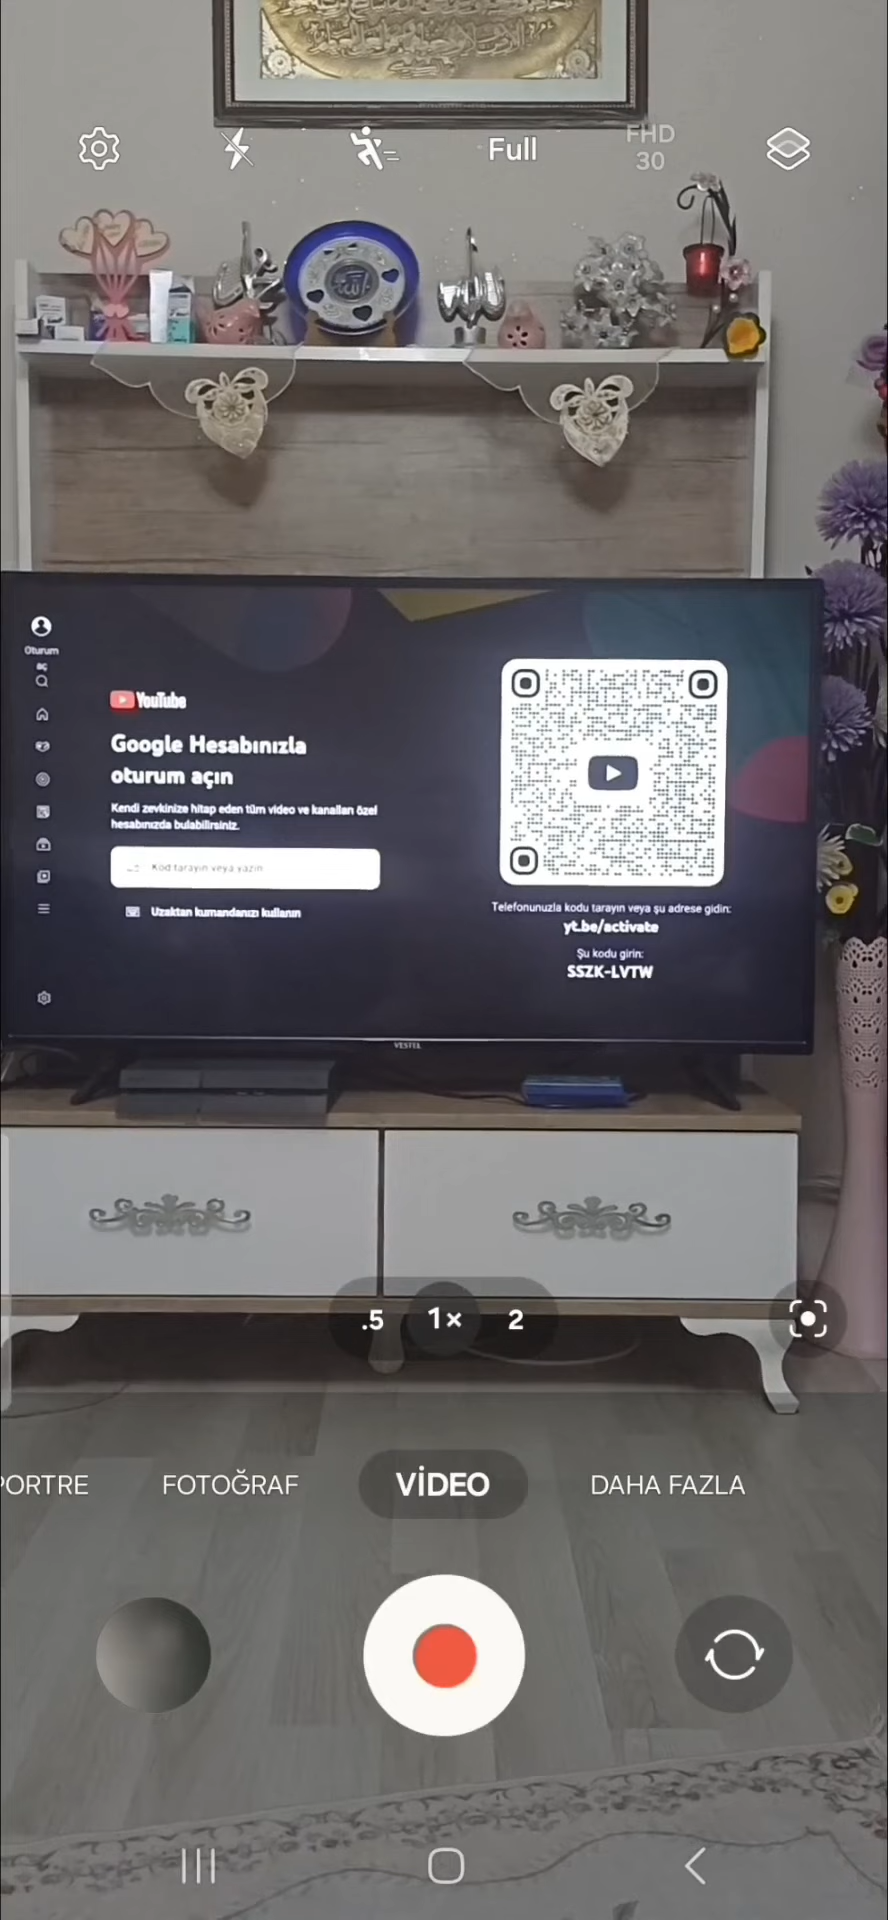 Full
FHD
30
Oturum
aç
YouTube
Google Hesabınızla
oturum açın
Kendi zevkinize hitap eden tüm video ve kanalları özel
hesabınızda bulabilirsiniz.
Kod tarayın veya yazın
Uzaktan kumandanızı kullanın
Telefonunuzla kodu tarayın veya şu adrese gidin:
yt.be/activate
Şu kodu girin:
SSZK-LVTW
VESTEL
الله
.5
1×
2
PORTRE
FOTOĞRAF
VİDEO
DAHA FAZLA